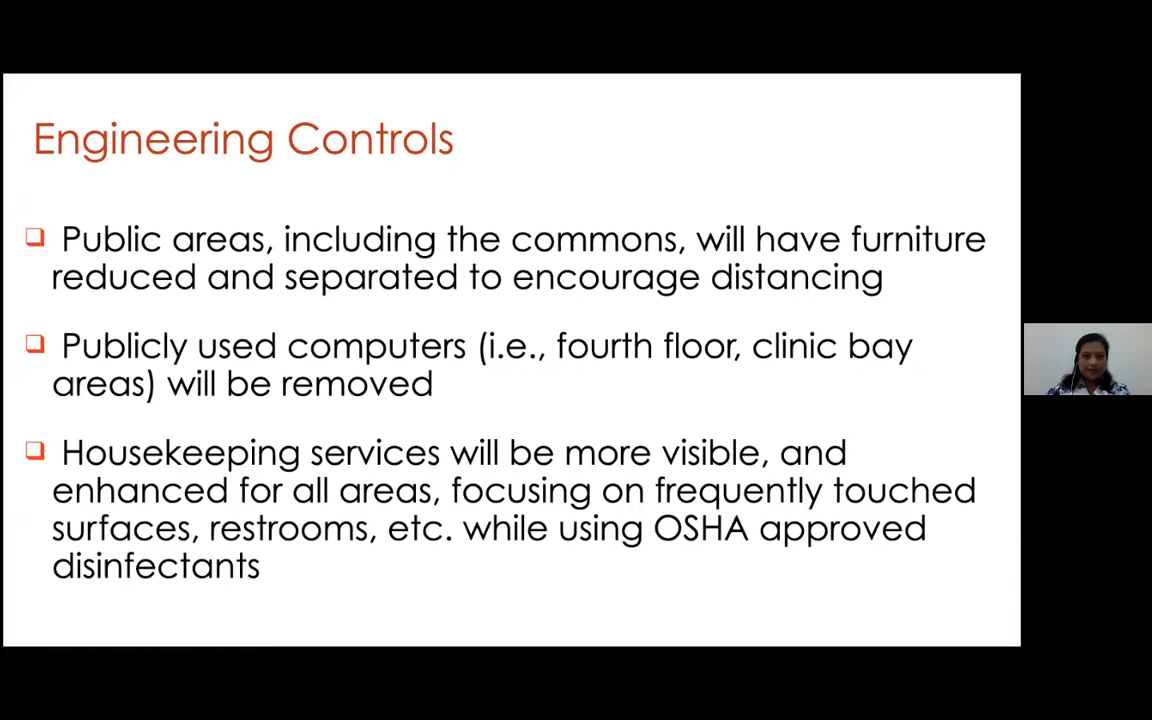 Engineering Controls
Public areas, including the commons, will have furniture
reduced and separated to encourage distancing
Publicly used computers (i.e., fourth floor, clinic bay
areas) will be removed
Housekeeping services will be more visible, and
enhanced for all areas, focusing on frequently touched
surfaces, restrooms, etc. while using OSHA approved
disinfectants